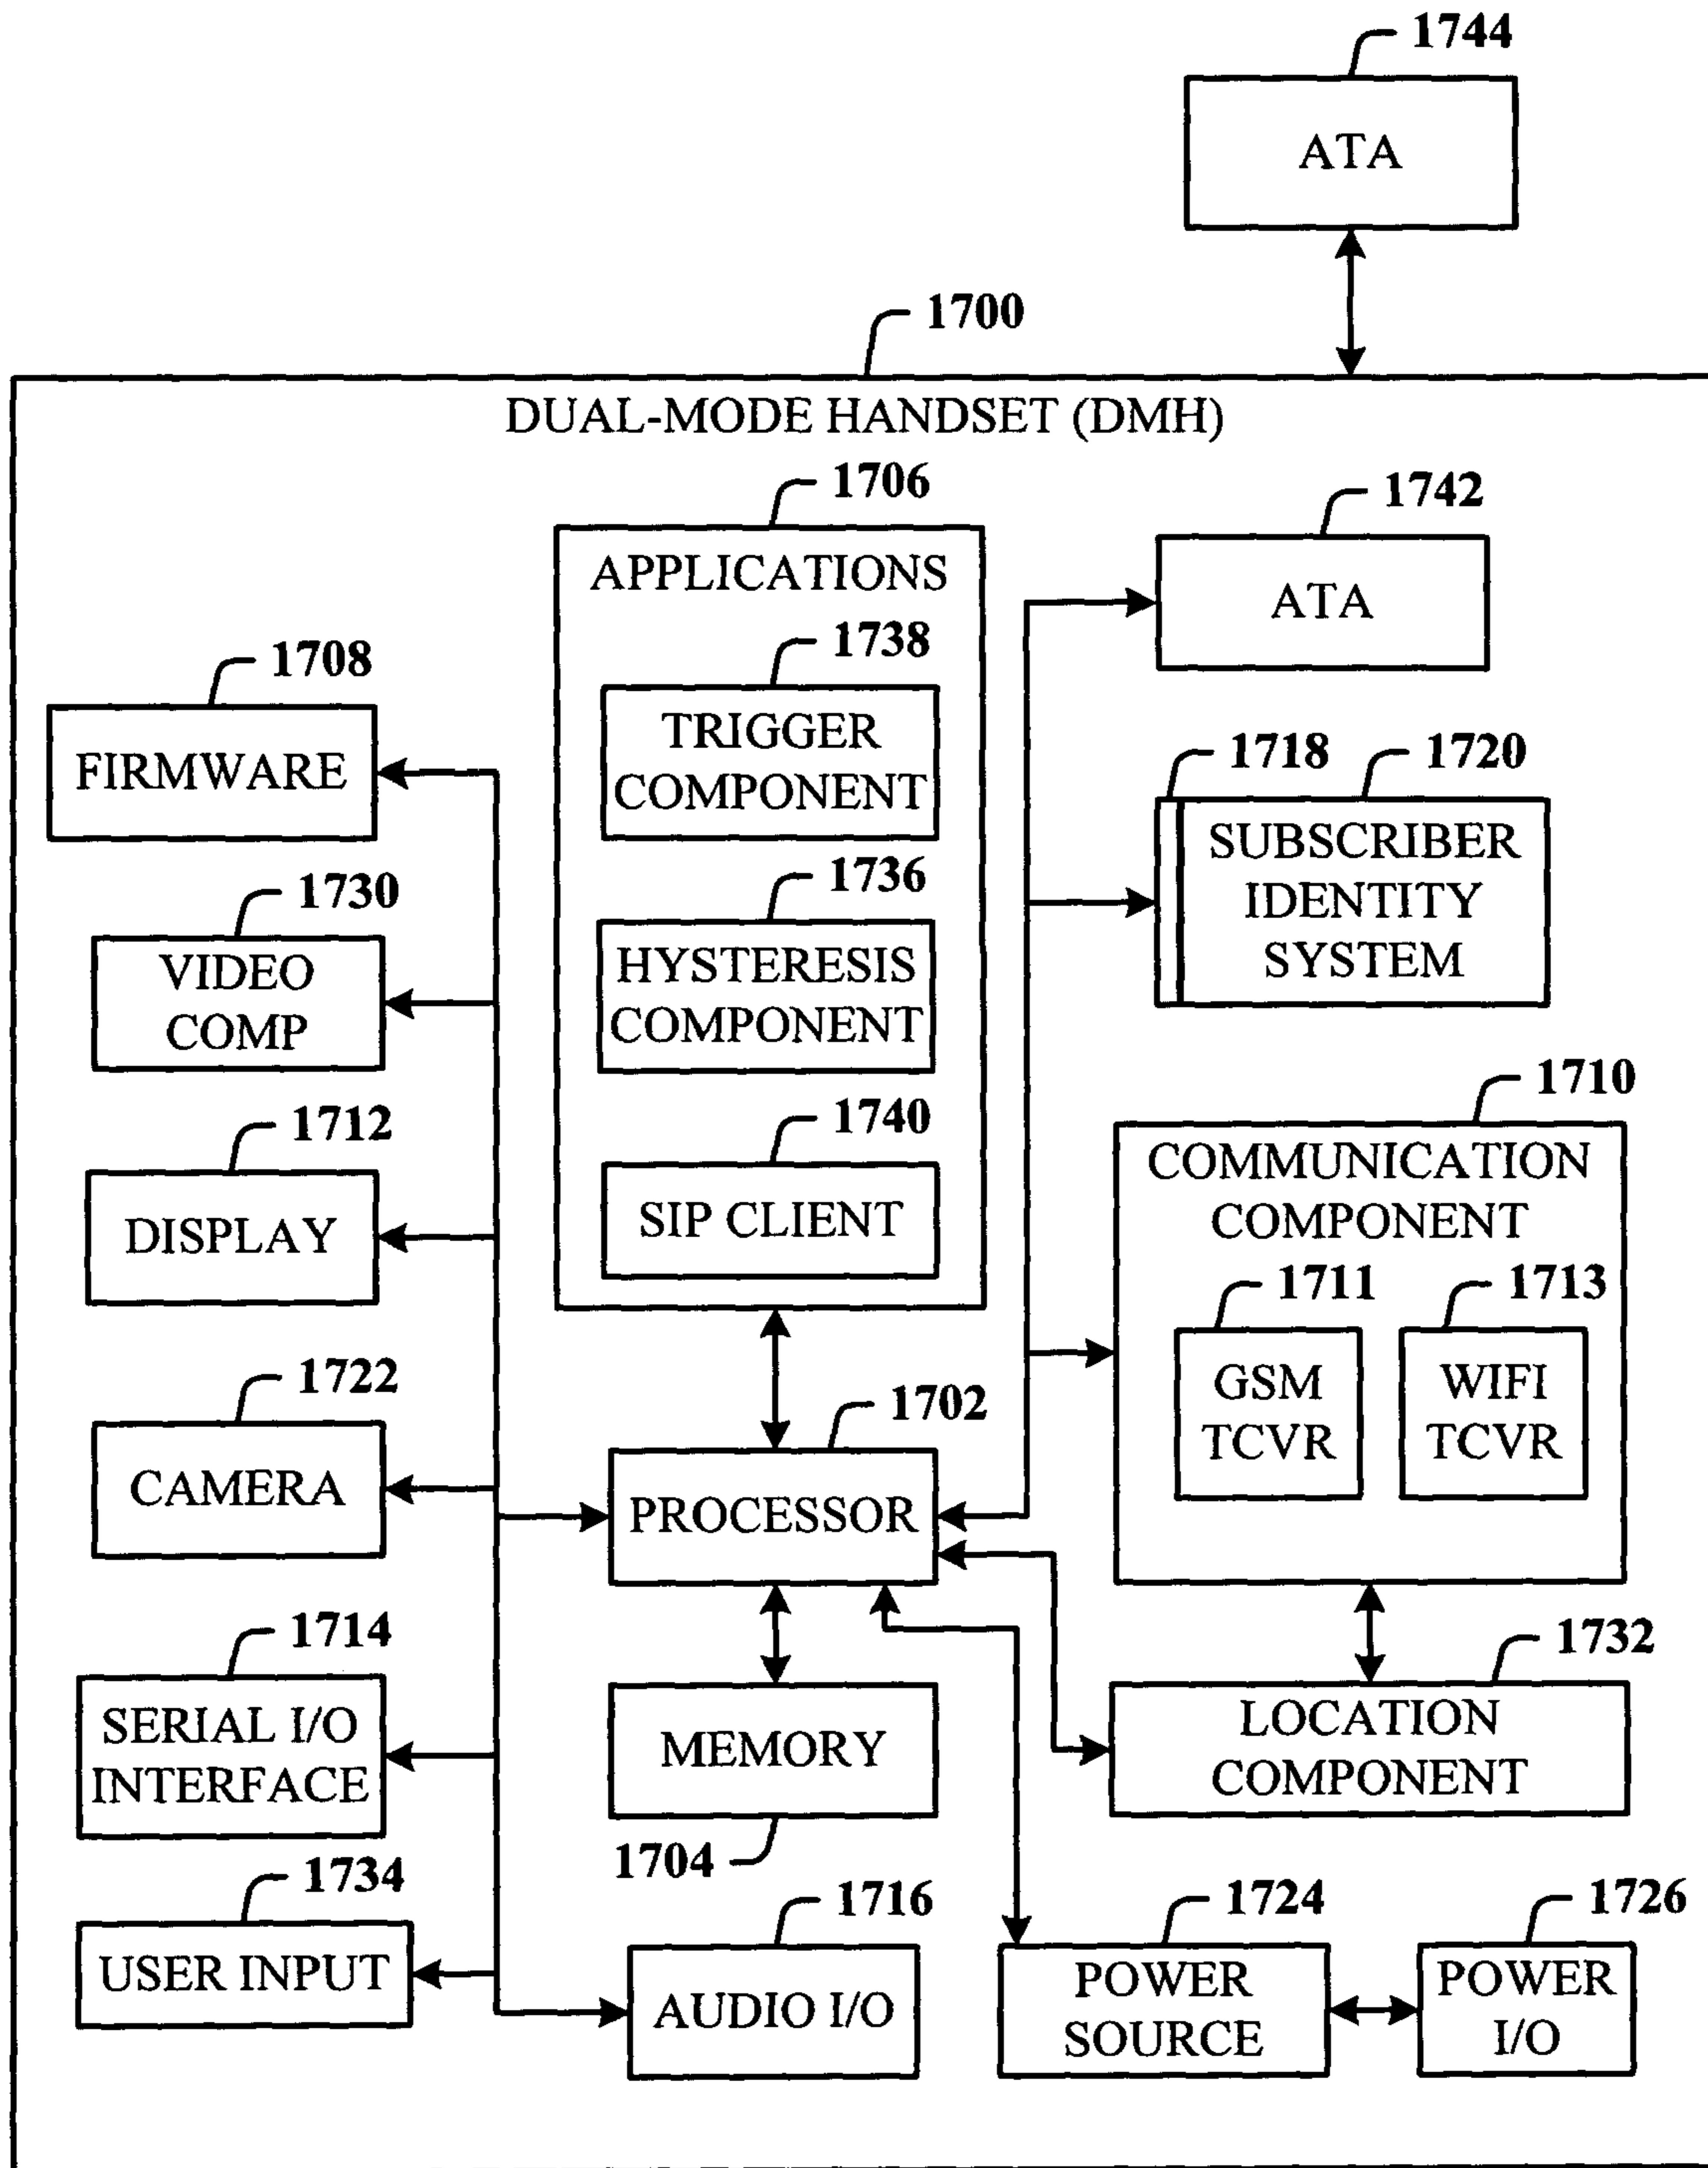 1744
ATA
1700
DUAL-MODE HANDSET (DMH)
1706
APPLICATIONS
1738
TRIGGER
COMPONENT
1736
HYSTERESIS
COMPONENT
1740
SIP CLIENT
1742
ATA
1708
FIRMWARE
1718
1720
SUBSCRIBER
IDENTITY
SYSTEM
1730
VIDEO
COMP
1712
DISPLAY
1710
COMMUNICATION
COMPONENT
1711
GSM
TCVR
1713
WIFI
TCVR
1722
CAMERA
1702
PROCESSOR
1714
SERIAL I/O
INTERFACE
MEMORY
1704
1732
LOCATION
COMPONENT
1734
USER INPUT
1716
AUDIO I/O
1724
POWER
SOURCE
1726
POWER
I/O